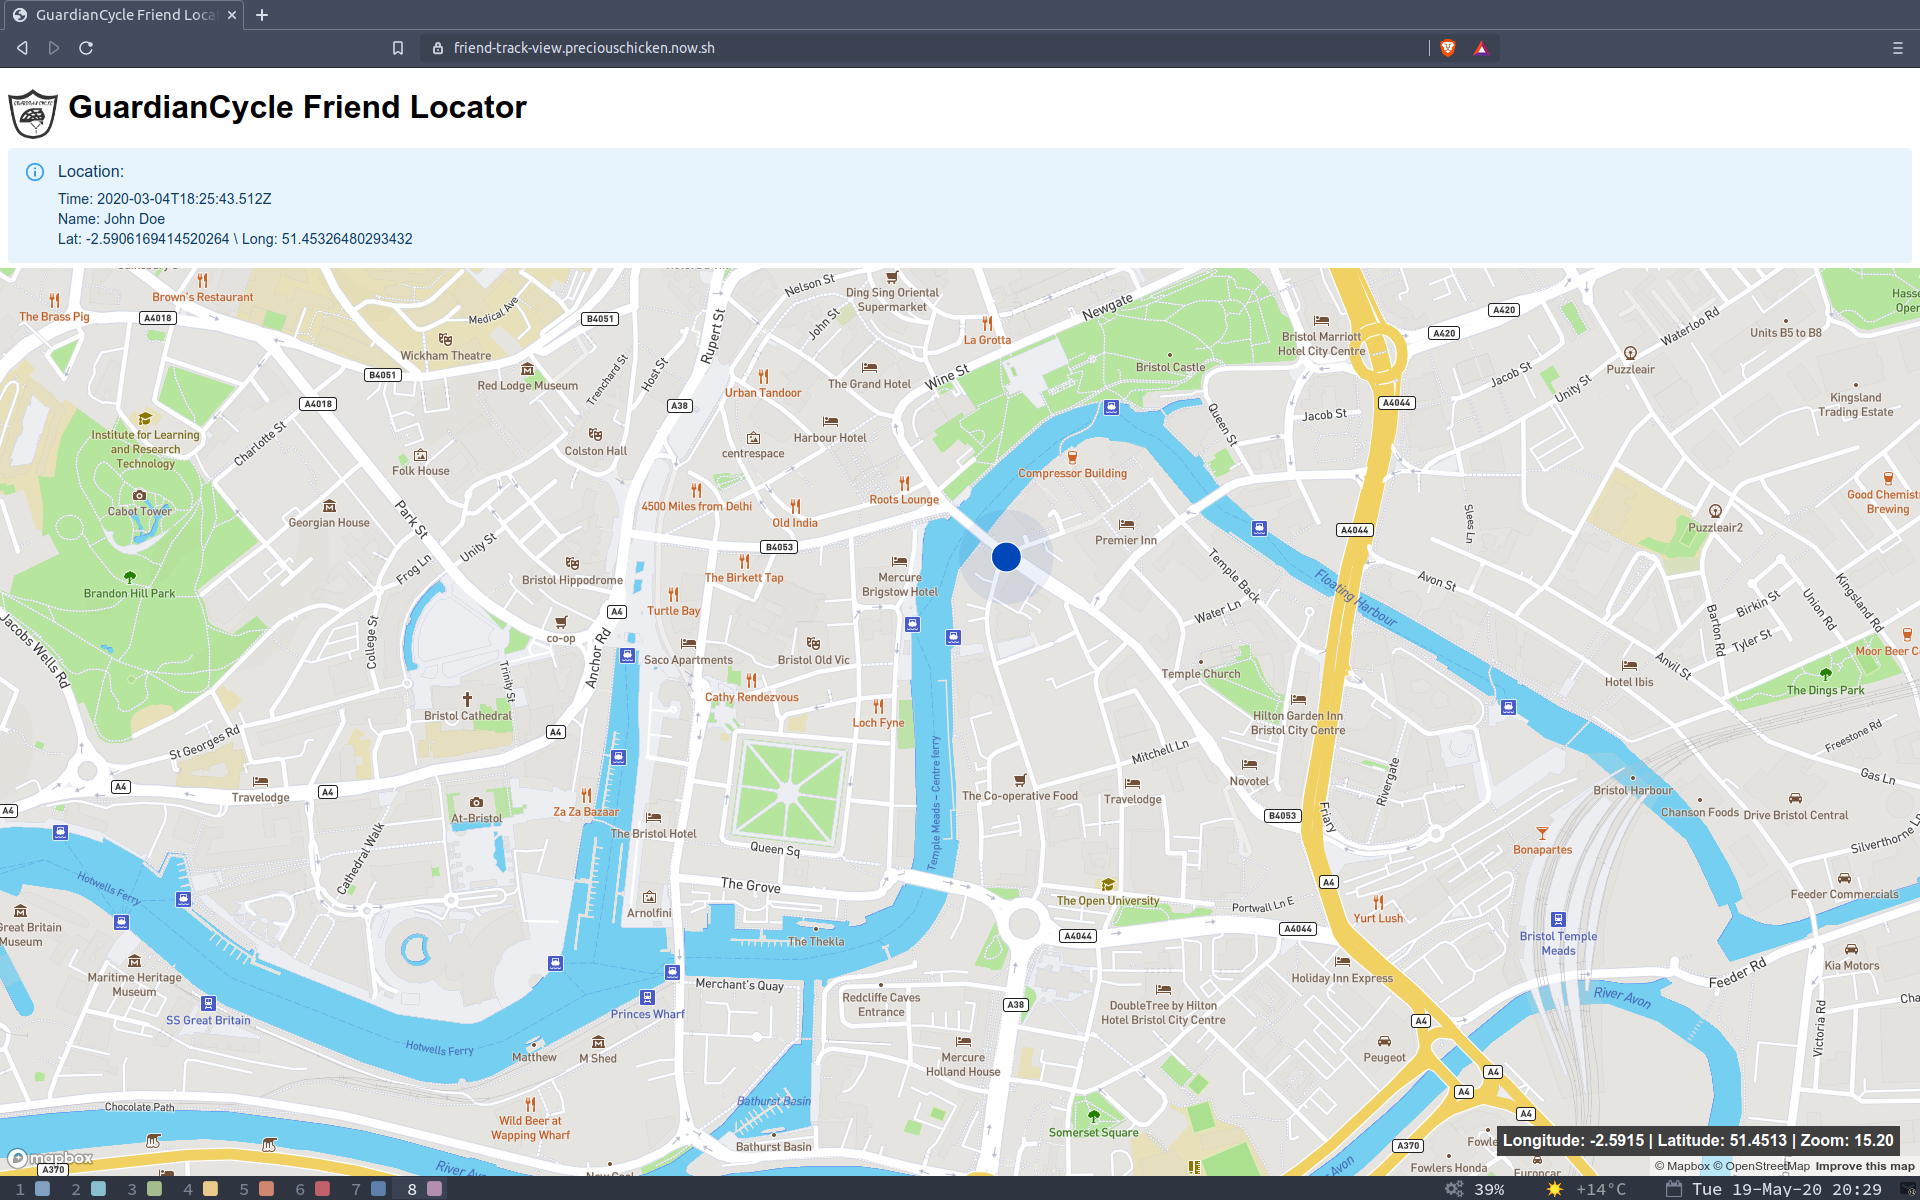 GuardianCycle Friend Loca
friend-track-view.preciouschicken.now.sh
GuardianCycle Friend Locator
Location:
Time: 2020-03-04T18:25:43.512Z
Name: John Doe
Lat: -2.5906169414520264 \ Long: 51.45326480293432
Brown's Restaurant
The Brass Pig
A4018
Medical Ave
B4051
Rupert St
Nelson St
Ding Sing Oriental
Supermarket
John St
Newgate
La Grotta
Bristol Marriott
Hotel City Centre
A420
A420
Waterloo Rd
Units B5 to B8
Hasse
Oper
Wickham Theatre
B4051
Red Lodge Museum
Trenchard St
Host St
Urban Tandoor
The Grand Hotel
Wine St
Bristol Castle
Jacob St
Unity St
Puzzleair
Kingsland
Trading Estate
A4018
A38
A4044
Queen St
Jacob St
Institute for Learning
and Research
Technology
Charlotte St
Folk House
Colston Hall
centrespace
Harbour Hotel
Compressor Building
Roots Lounge
Cabot Tower
Georgian House
Park St
4500 Miles from Delhi
Old India
B4053
Premier Inn
A4044
Slees Ln
Puzzleair2
Good Chemist
Brewing
Frog Ln
Unity St
Bristol Hippodrome
The Birkett Tap
Mercure
Brigstow Hotel
Temple Back
Water Ln
Floating Harbour
Avon St
Kingsland Rd
Union Rd
Birkin St
Barton Rd
Tyler St
Moor Beer C
Brandon Hill Park
Jacobs Wells Rd
College St
A4
Turtle Bay
co-op
Anchor Rd
Saco Apartments
Bristol Old Vic
Temple Church
Anvil St
Hotel Ibis
The Dings Park
Trinity St
Cathy Rendezvous
Bristol Cathedral
Loch Fyne
Hilton Garden Inn
Bristol City Centre
Freestone Rd
St Georges Rd
A4
Temple Meads – Centre ferry
Mitchell Ln
Novotel
Rivergate
Gas Ln
A4
Travelodge
A4
A4
The Co-operative Food
Travelodge
Bristol Harbour
Chanson Foods
Drive Bristol Central
At-Bristol
Za Za Bazaar
The Bristol Hotel
B4053
Friary
Bonapartes
Silverthorne Ln
Cathedral Walk
Queen Sq
The Grove
A4
Feeder Commercials
Hotwells Ferry
Arnolfini
The Open University
Portwall Ln E
Yurt Lush
Great Britain
Museum
The Thekla
A4044
A4044
Bristol Temple
Meads
Maritime Heritage
Museum
Merchant's Quay
Holiday Inn Express
Feeder Rd
Kia Motors
SS Great Britain
Princes Wharf
Redcliffe Caves
Entrance
A38
DoubleTree by Hilton
Hotel Bristol City Centre
River Avon
Cha
A4
Victoria Rd
Hotwells Ferry
Matthew
M Shed
Mercure
Holland House
Peugeot
A4
A4
Chocolate Path
Wild Beer at
Wapping Wharf
Bathurst Basin
Bathurst Basin
Somerset Square
A4
A370
Fowle
Fowlers Honda
Europcar
Longitude: -2.5915 | Latitude: 51.4513 | Zoom: 15.20
mapbox
A370
River Av
New Cool
Avon
© Mapbox © OpenStreetMap Improve this map
1 2 3 4 5 6 7 8
39% +14°C Tue 19-May-20 20:29